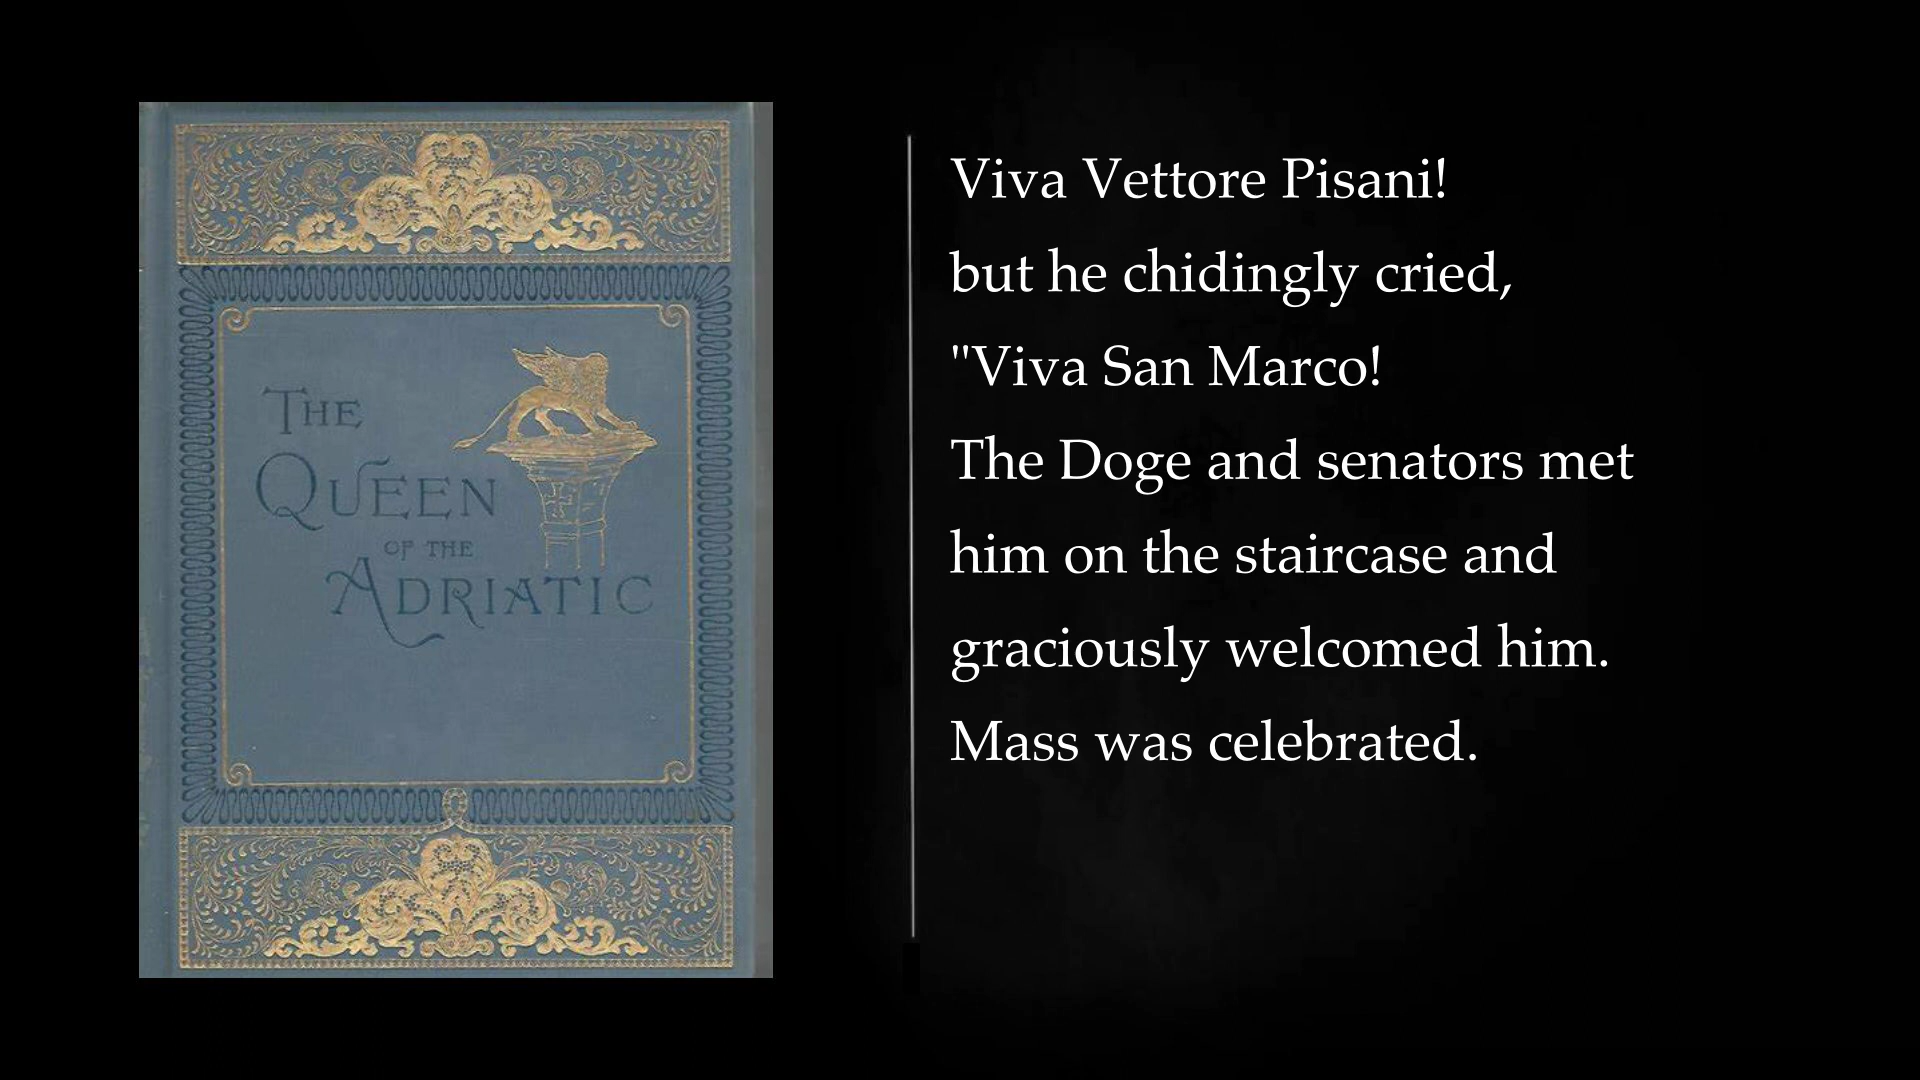 The
Queen
of the
Adriatic
Viva Vettore Pisani!
but he chidingly cried,
"Viva San Marco!
The Doge and senators met
him on the staircase and
graciously welcomed him.
Mass was celebrated.